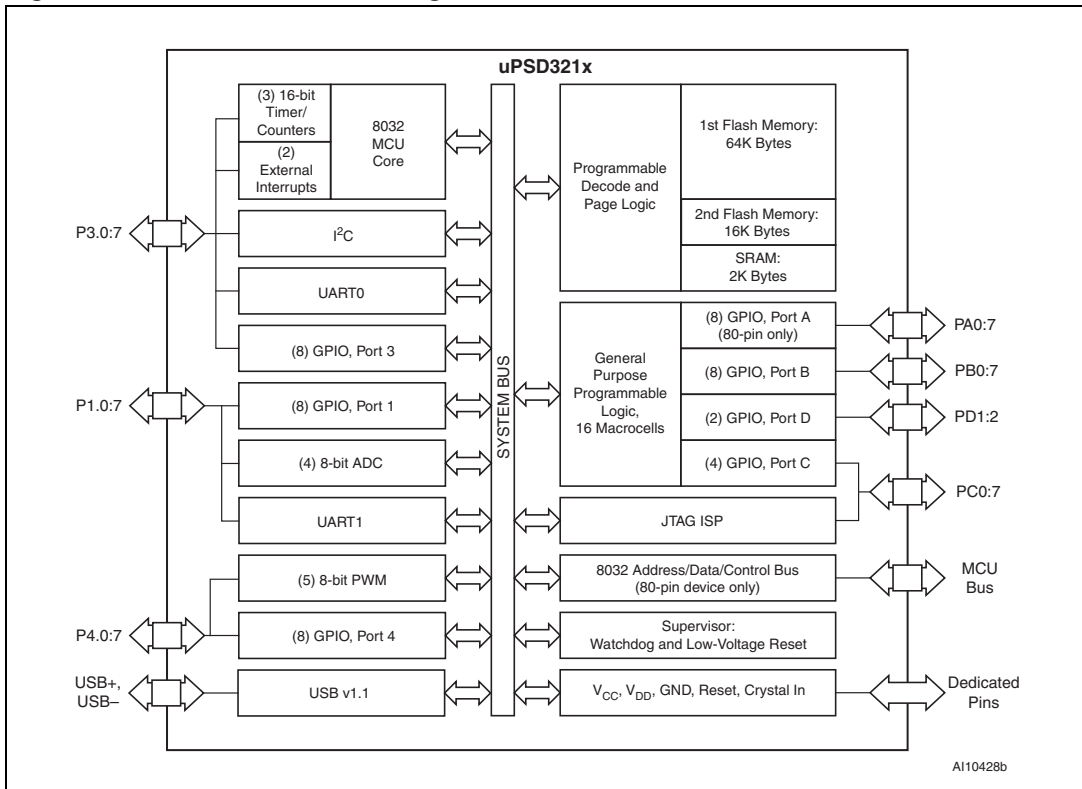 uPSD321x
(3) 16-bit
Timer/
Counters
(2)
External
Interrupts
8032
MCU
Core
I²C
UART0
(8) GPIO, Port 3
(8) GPIO, Port 1
(4) 8-bit ADC
UART1
(5) 8-bit PWM
(8) GPIO, Port 4
USB v1.1
P3.0:7
P1.0:7
P4.0:7
USB+,
USB–
SYSTEM BUS
Programmable
Decode and
Page Logic
1st Flash Memory:
64K Bytes
2nd Flash Memory:
16K Bytes
SRAM:
2K Bytes
General
Purpose
Programmable
Logic,
16 Macrocells
(8) GPIO, Port A
(80-pin only)
(8) GPIO, Port B
(2) GPIO, Port D
(4) GPIO, Port C
JTAG ISP
8032 Address/Data/Control Bus
(80-pin device only)
Supervisor:
Watchdog and Low-Voltage Reset
VCC, VDD, GND, Reset, Crystal In
PA0:7
PB0:7
PD1:2
PC0:7
MCU
Bus
Dedicated
Pins
AI10428b